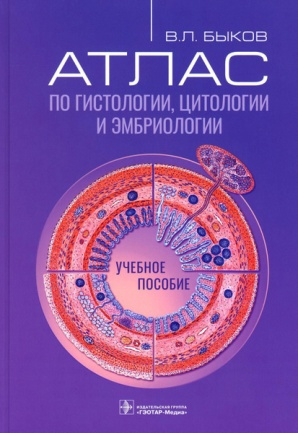 В.Л. БЫКОВ
АТЛАС
ПО ГИСТОЛОГИИ, ЦИТОЛОГИИ
И ЭМБРИОЛОГИИ
УЧЕБНОЕ
ПОСОБИЕ
ИЗДАТЕЛЬСКАЯ ГРУППА
«ГЭОТАР-Медиа»